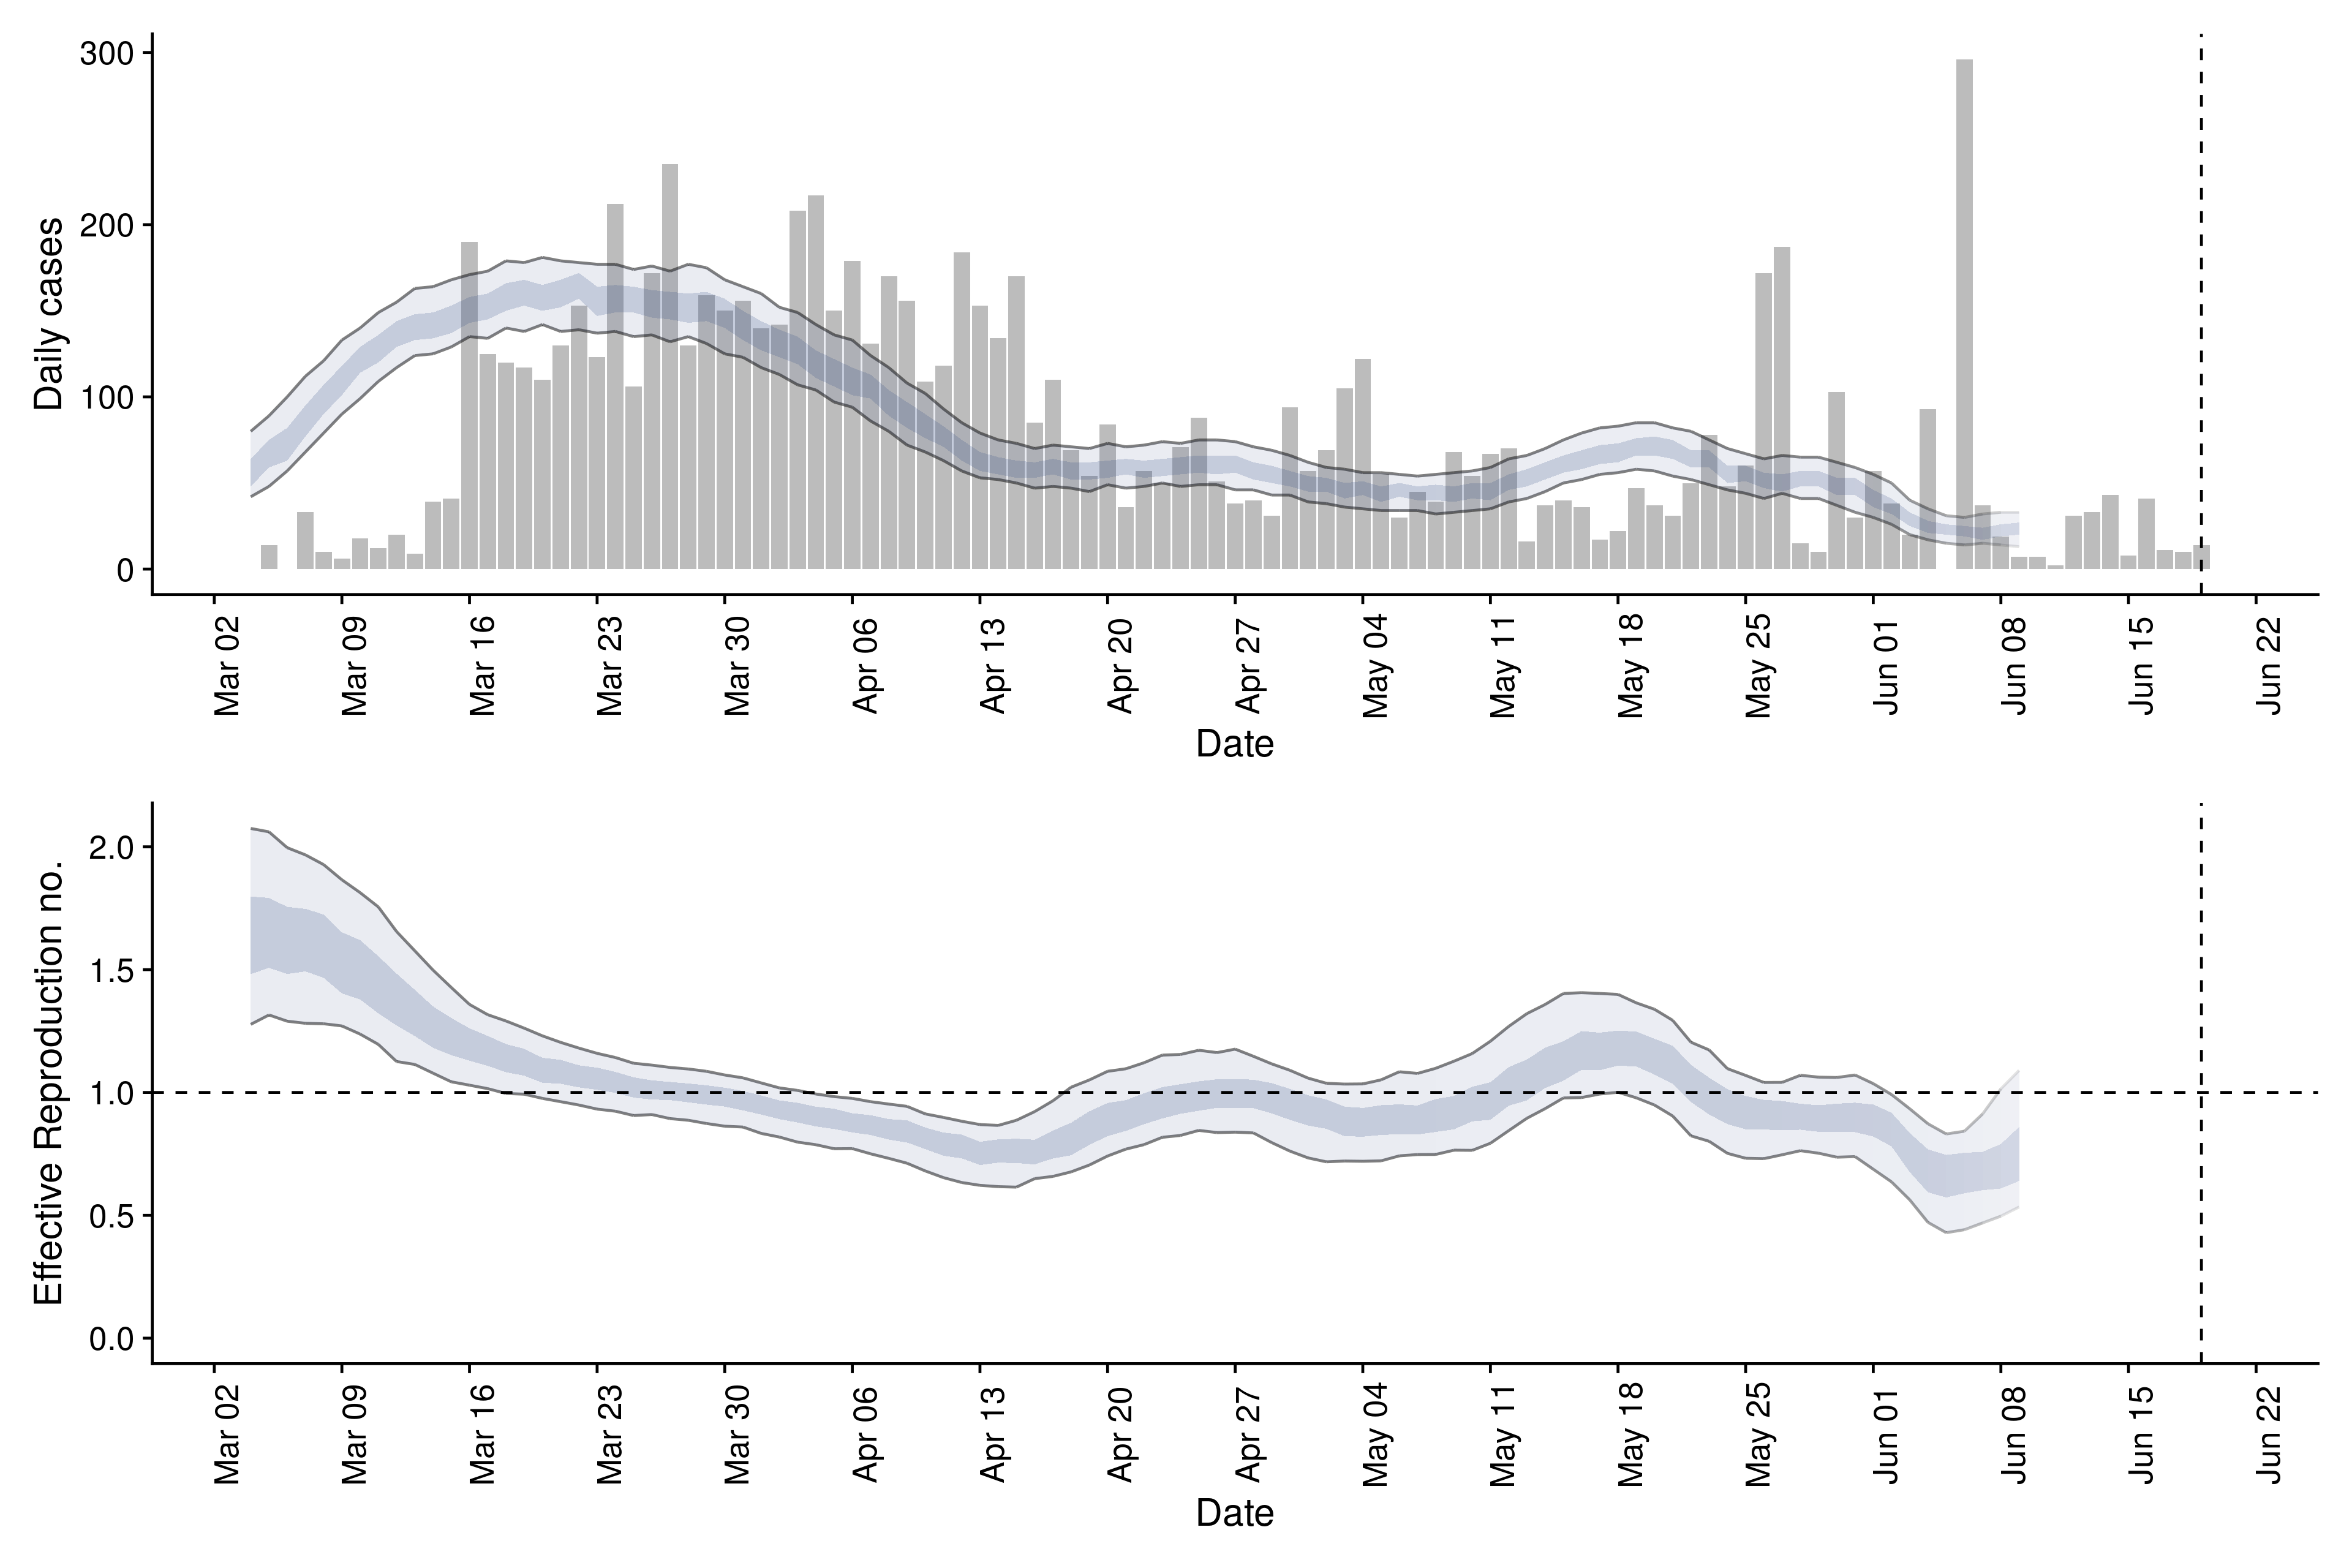 Daily cases
300
200
100
0
Mar 02
Mar 09
Mar 16
Mar 23
Mar 30
Apr 06
Apr 13
Apr 20
Apr 27
May 04
May 11
May 18
May 25
Jun 01
Jun 08
Jun 15
Jun 22
Date
Effective Reproduction no.
2.0
1.5
1.0
0.5
0.0
Mar 02
Mar 09
Mar 16
Mar 23
Mar 30
Apr 06
Apr 13
Apr 20
Apr 27
May 04
May 11
May 18
May 25
Jun 01
Jun 08
Jun 15
Jun 22
Date